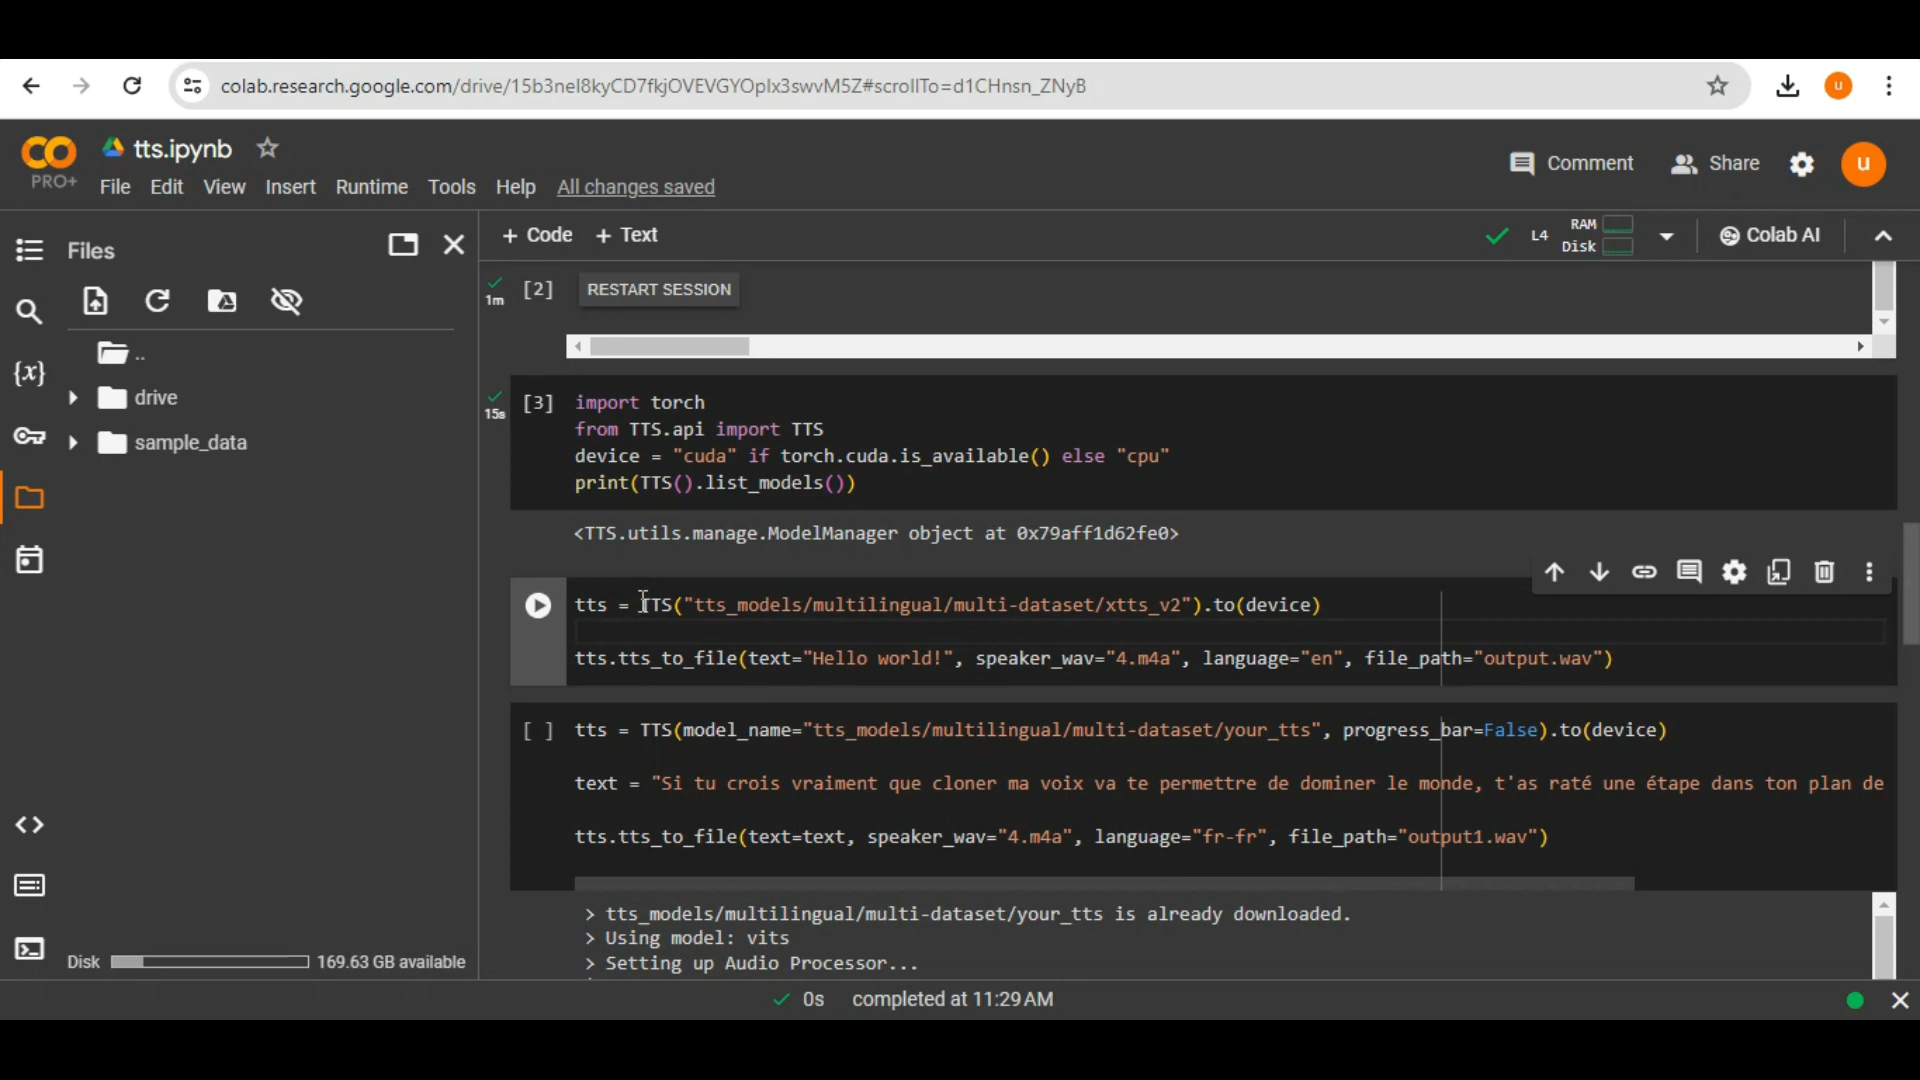 colab.research.google.com/drive/15b3nel8kyCD7fkjOVEVGYOplx3swvM5Z#scrollTo=d1CHnsn_ZNyB
u
CO
PRO+
tts.ipynb
File Edit View Insert Runtime Tools Help All changes saved
Comment Share
u
Files
+ Code + Text
L4 RAM
Disk
Colab AI
..
drive
sample_data
{x}
1m [2] RESTART SESSION
15s [3] import torch
from TTS.api import TTS
device = "cuda" if torch.cuda.is_available() else "cpu"
print(TTS().list_models())
<TTS.utils.manage.ModelManager object at 0x79aff1d62fe0>
tts = TTS("tts_models/multilingual/multi-dataset/xtts_v2").to(device)
tts.tts_to_file(text="Hello world!", speaker_wav="4.m4a", language="en", file_path="output.wav")
[ ] tts = TTS(model_name="tts_models/multilingual/multi-dataset/your_tts", progress_bar=False).to(device)
text = "Si tu crois vraiment que cloner ma voix va te permettre de dominer le monde, t'as raté une étape dans ton plan de
tts.tts_to_file(text=text, speaker_wav="4.m4a", language="fr-fr", file_path="output1.wav")
> tts_models/multilingual/multi-dataset/your_tts is already downloaded.
> Using model: vits
> Setting up Audio Processor...
Disk 169.63 GB available
0s completed at 11:29 AM